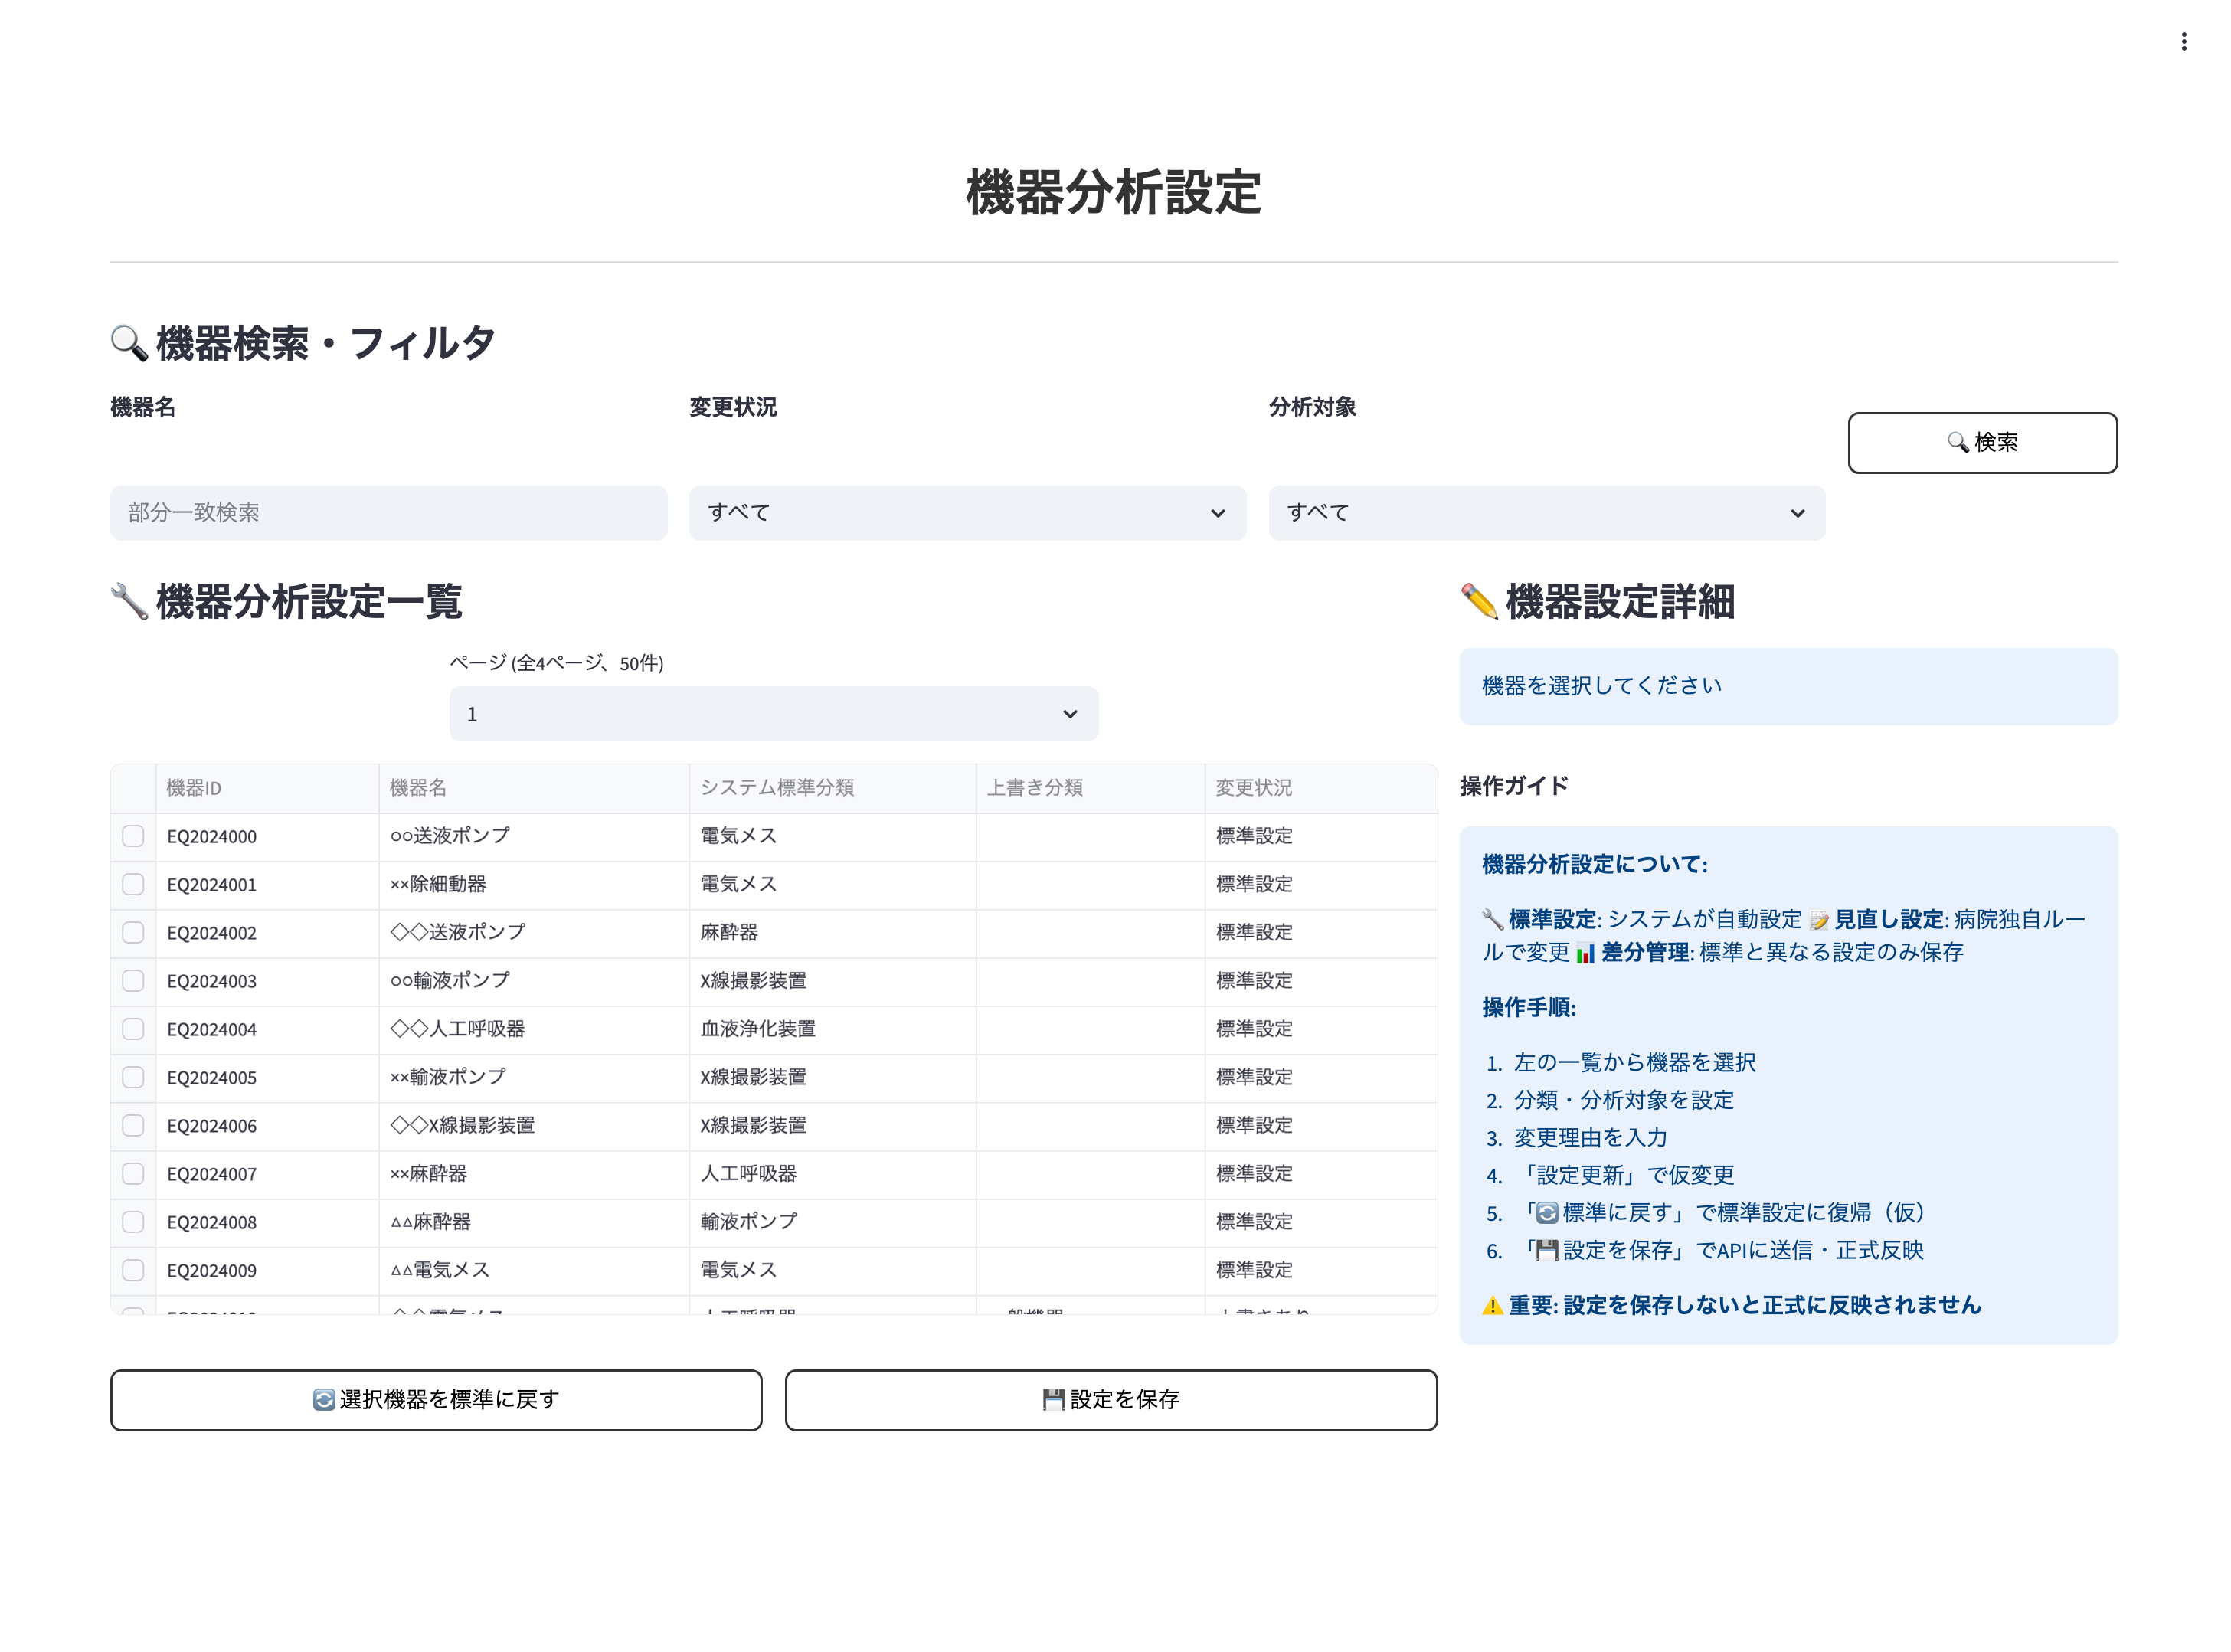 機器分析設定
🔍 機器検索・フィルタ
機器名
変更状況
分析対象
🔍 検索
部分一致検索
すべて
すべて
🔧 機器分析設定一覧
ページ (全4ページ、50件)
1
機器ID 機器名 システム標準分類 上書き分類 変更状況
EQ2024000 ○○送液ポンプ 電気メス 標準設定
EQ2024001 ××除細動器 電気メス 標準設定
EQ2024002 ◇◇送液ポンプ 麻酔器 標準設定
EQ2024003 ○○輸液ポンプ X線撮影装置 標準設定
EQ2024004 ◇◇人工呼吸器 血液浄化装置 標準設定
EQ2024005 ××輸液ポンプ X線撮影装置 標準設定
EQ2024006 ◇◇X線撮影装置 X線撮影装置 標準設定
EQ2024007 ××麻酔器 人工呼吸器 標準設定
EQ2024008 △△麻酔器 輸液ポンプ 標準設定
EQ2024009 △△電気メス 電気メス 標準設定
🔄 選択機器を標準に戻す
💾 設定を保存
✏️ 機器設定詳細
機器を選択してください
操作ガイド
機器分析設定について:
🔧 標準設定: システムが自動設定 📝 見直し設定: 病院独自ルー
ルで変更 📊 差分管理: 標準と異なる設定のみ保存
操作手順:
1. 左の一覧から機器を選択
2. 分類・分析対象を設定
3. 変更理由を入力
4. 「設定更新」で仮変更
5. 「🔄 標準に戻す」で標準設定に復帰（仮）
6. 「💾 設定を保存」でAPIに送信・正式反映
⚠️ 重要: 設定を保存しないと正式に反映されません